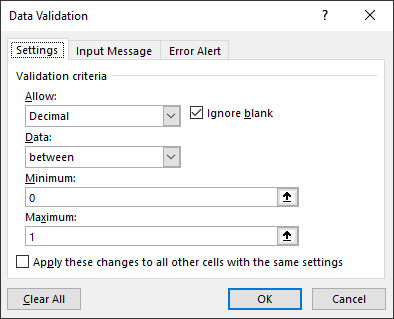 Data Validation ?
Settings Input Message Error Alert
Validation criteria
Allow:
Decimal Ignore blank
Data:
between
Minimum:
0
Maximum:
1
Apply these changes to all other cells with the same settings
Clear All OK Cancel